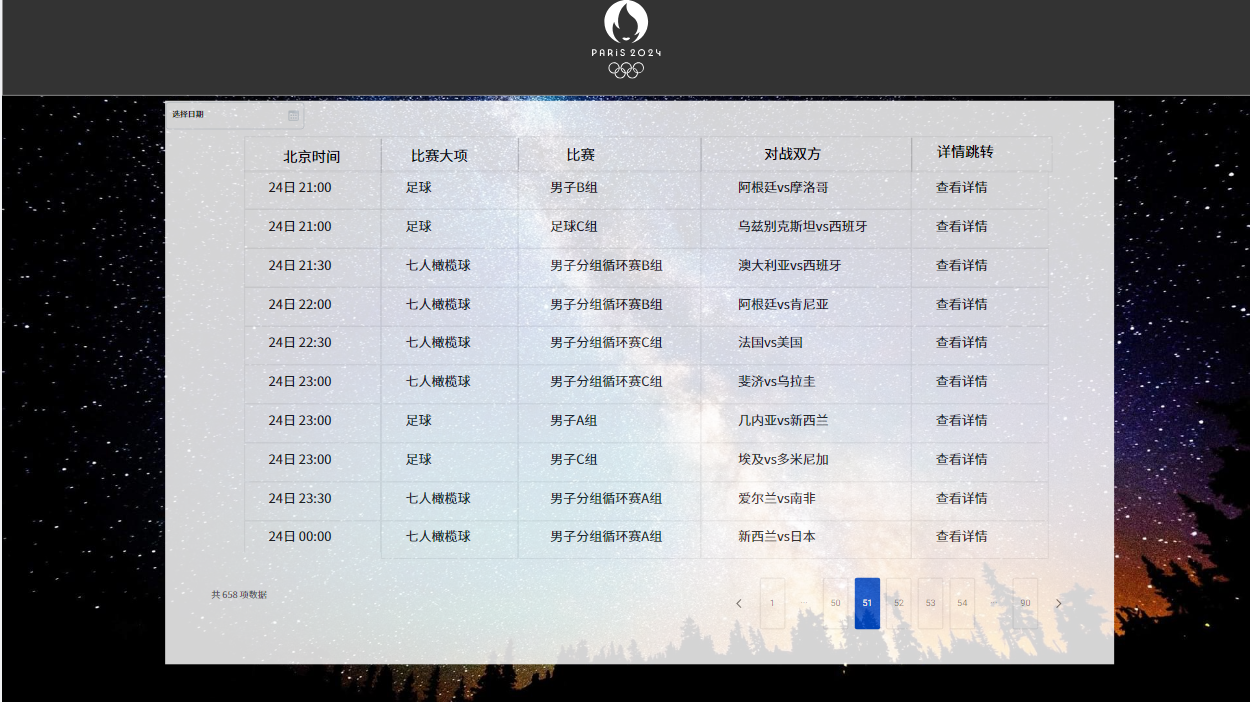 PARIS 2024
选择日期
北京时间 比赛大项 比赛 对战双方 详情跳转
24日 21:00 足球 男子B组 阿根廷vs摩洛哥 查看详情
24日 21:00 足球 足球C组 乌兹别克斯坦vs西班牙 查看详情
24日 21:30 七人橄榄球 男子分组循环赛B组 澳大利亚vs西班牙 查看详情
24日 22:00 七人橄榄球 男子分组循环赛B组 阿根廷vs肯尼亚 查看详情
24日 22:30 七人橄榄球 男子分组循环赛C组 法国vs美国 查看详情
24日 23:00 七人橄榄球 男子分组循环赛C组 斐济vs乌拉圭 查看详情
24日 23:00 足球 男子A组 几内亚vs新西兰 查看详情
24日 23:00 足球 男子C组 埃及vs多米尼加 查看详情
24日 23:30 七人橄榄球 男子分组循环赛A组 爱尔兰vs南非 查看详情
24日 00:00 七人橄榄球 男子分组循环赛A组 新西兰vs日本 查看详情
共 658 项数据
< 1 ··· 50 51 52 53 54 ··· 90 >